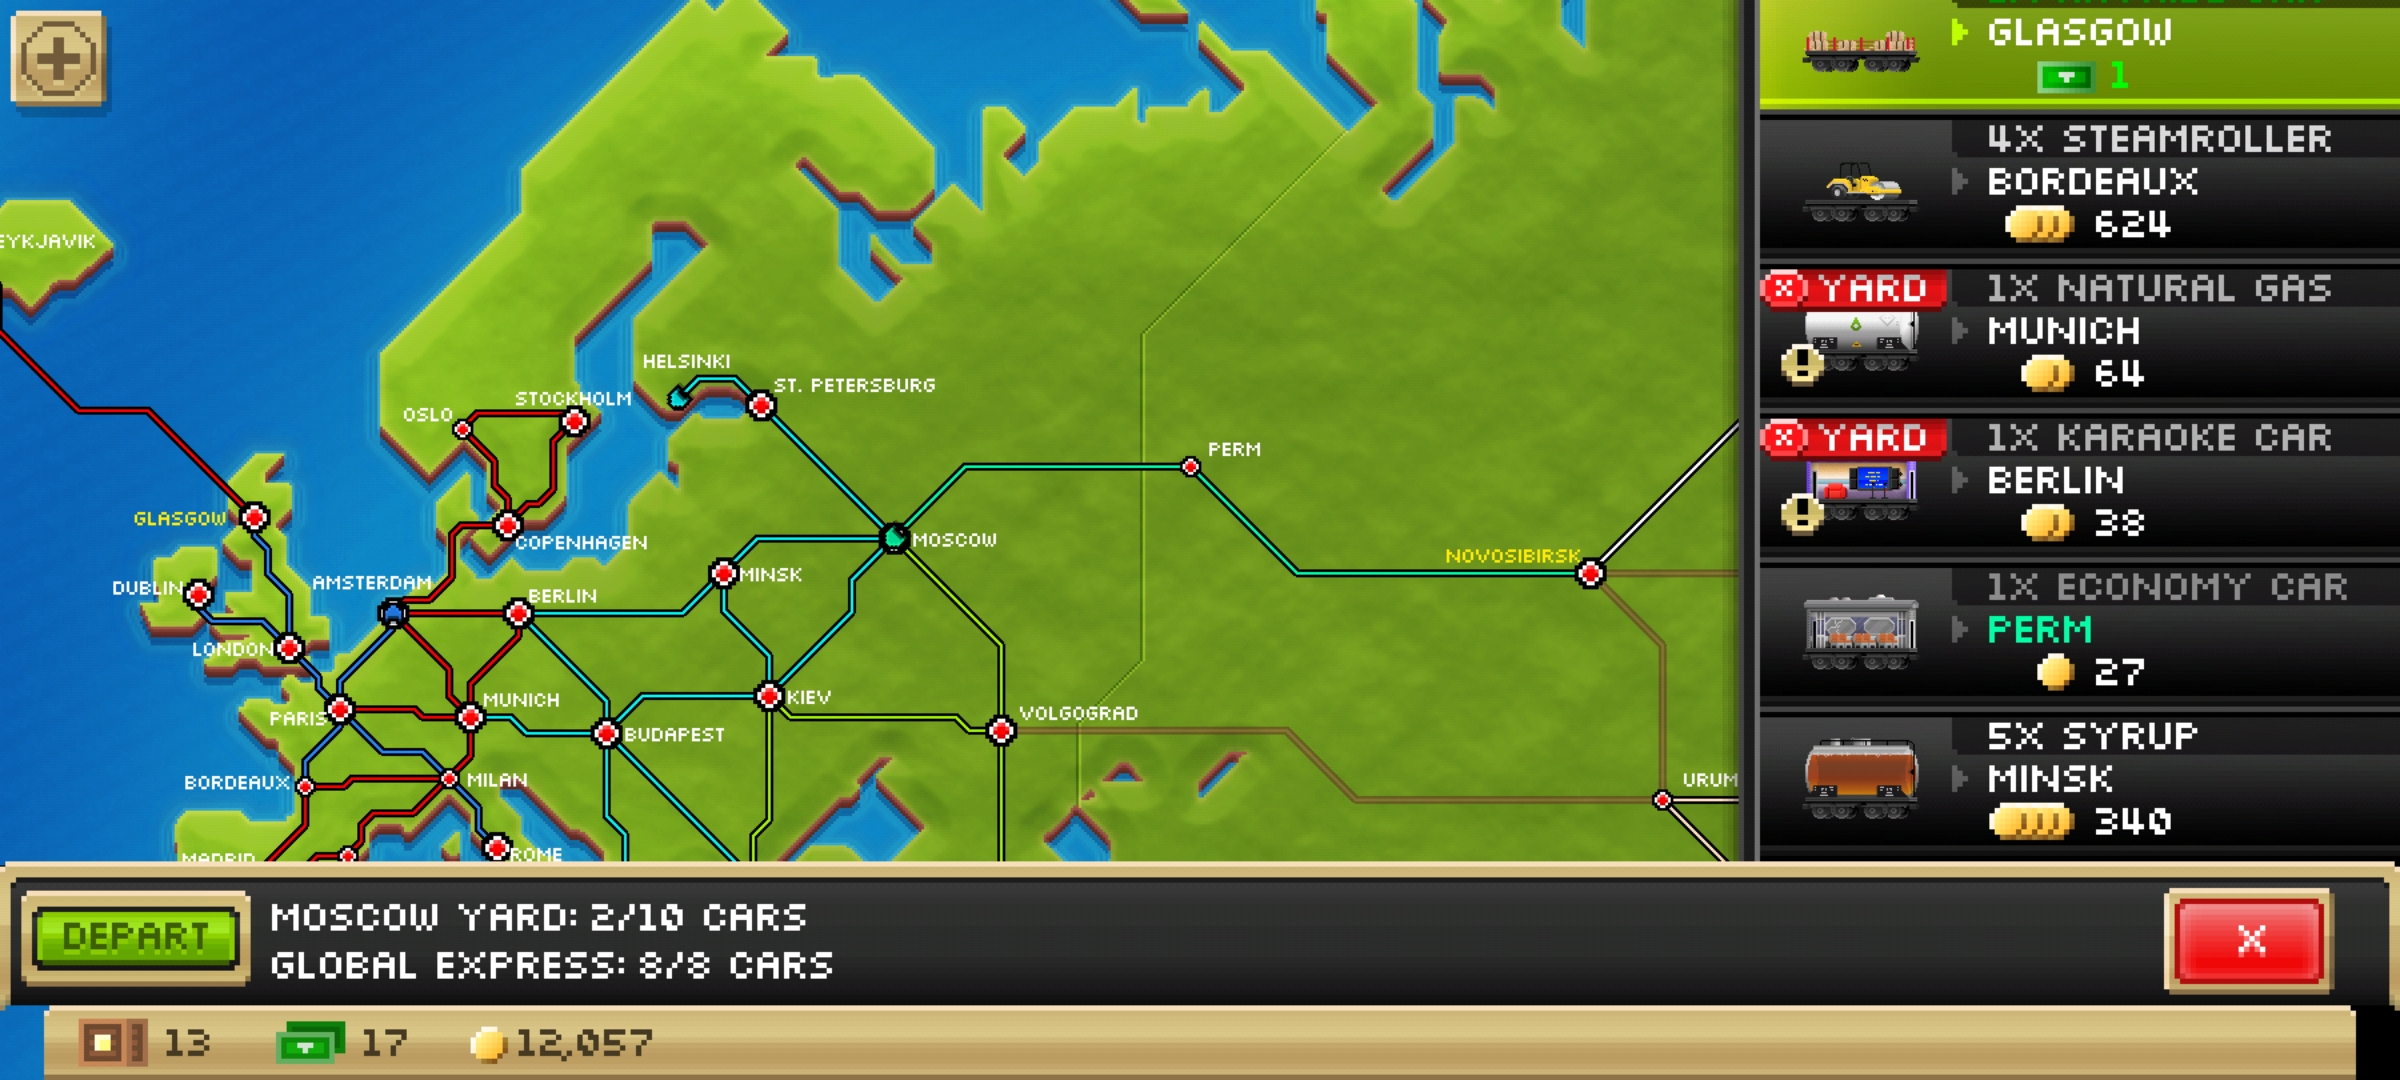 GLASGOW
1
4X STEAMROLLER
BORDEAUX
624
YARD
1X NATURAL GAS
MUNICH
64
YARD
1X KARAOKE CAR
BERLIN
38
1X ECONOMY CAR
PERM
27
5X SYRUP
MINSK
340
EYKJAVIK
HELSINKI
ST. PETERSBURG
STOCKHOLM
OSLO
PERM
GLASGOW
COPENHAGEN
MOSCOW
NOVOSIBIRSK
DUBLIN
AMSTERDAM
MINSK
BERLIN
LONDON
MUNICH
KIEV
PARIS
VOLGOGRAD
BUDAPEST
BORDEAUX
MILAN
URUM
MADRID
ROME
DEPART
MOSCOW YARD: 2/10 CARS
GLOBAL EXPRESS: 8/8 CARS
X
13
17
12,057